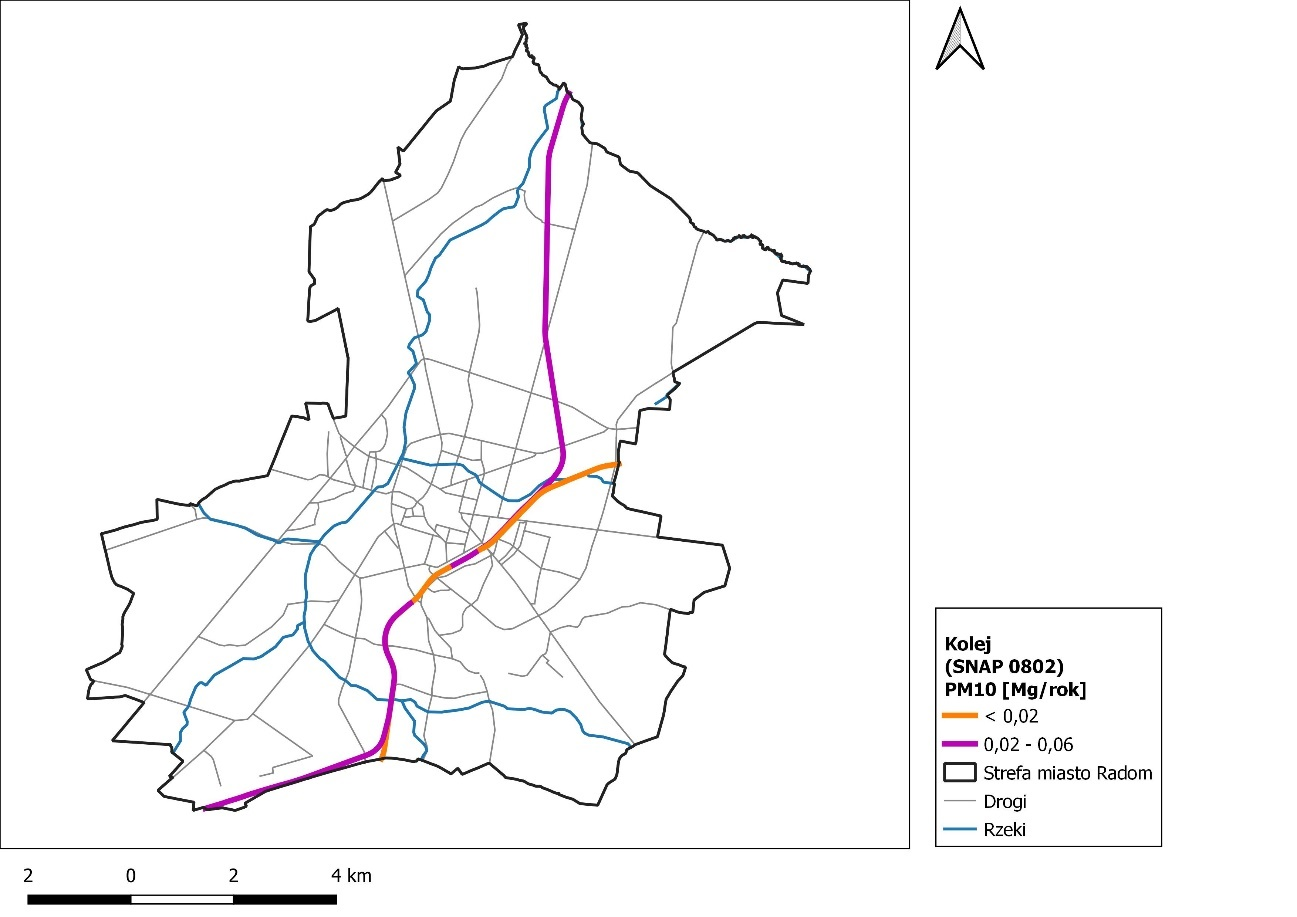 Kolej
(SNAP 0802)
PM10 [Mg/rok]
< 0,02
0,02 - 0,06
Strefa miasto Radom
Drogi
Rzeki
2 0 2 4 km